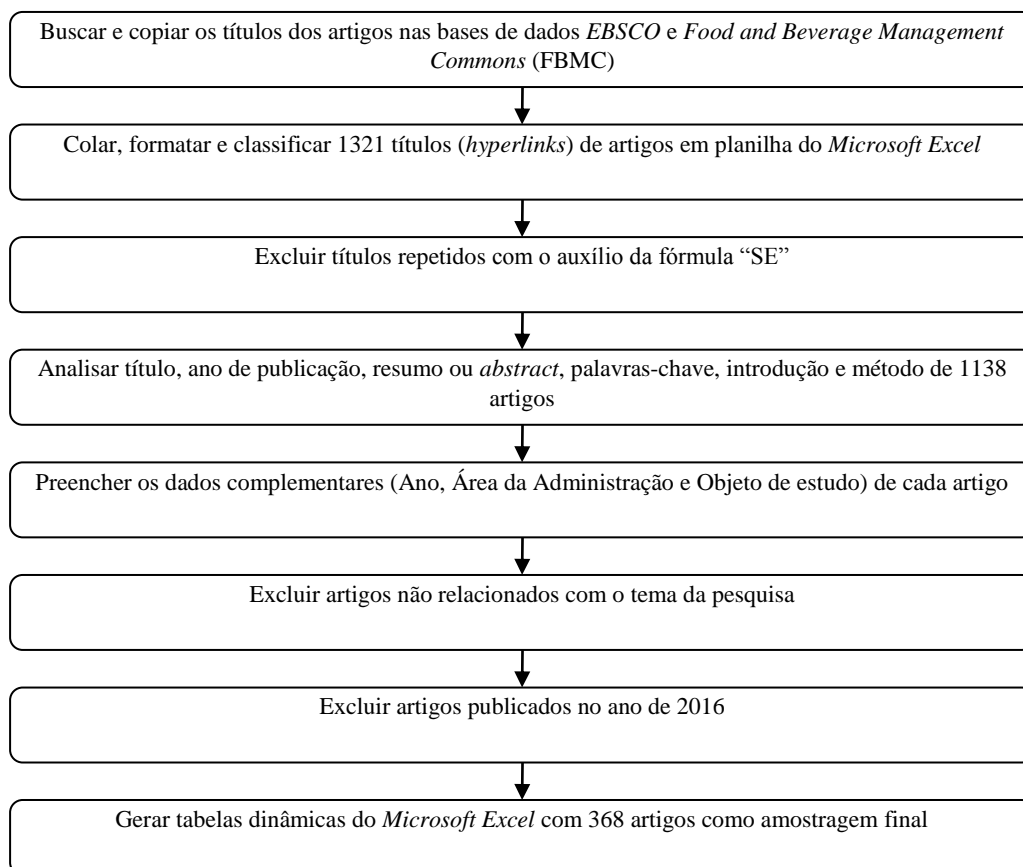 Buscar e copiar os títulos dos artigos nas bases de dados EBSCO e Food and Beverage Management
Commons (FBMC)
Colar, formatar e classificar 1321 títulos (hyperlinks) de artigos em planilha do Microsoft Excel
Excluir títulos repetidos com o auxílio da fórmula “SE”
Analisar título, ano de publicação, resumo ou abstract, palavras-chave, introdução e método de 1138
artigos
Preencher os dados complementares (Ano, Área da Administração e Objeto de estudo) de cada artigo
Excluir artigos não relacionados com o tema da pesquisa
Excluir artigos publicados no ano de 2016
Gerar tabelas dinâmicas do Microsoft Excel com 368 artigos como amostragem final